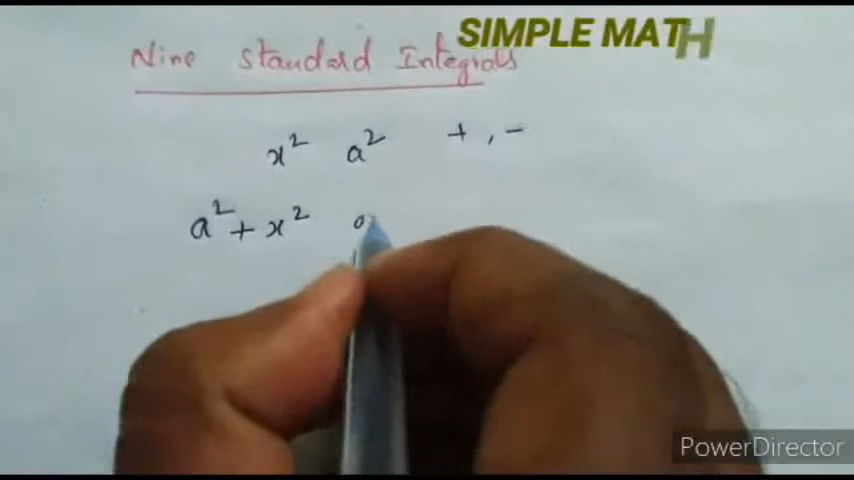 SIMPLE MATH
Nine standard Integrals
x² a² + , -
a² + x²
PowerDirector